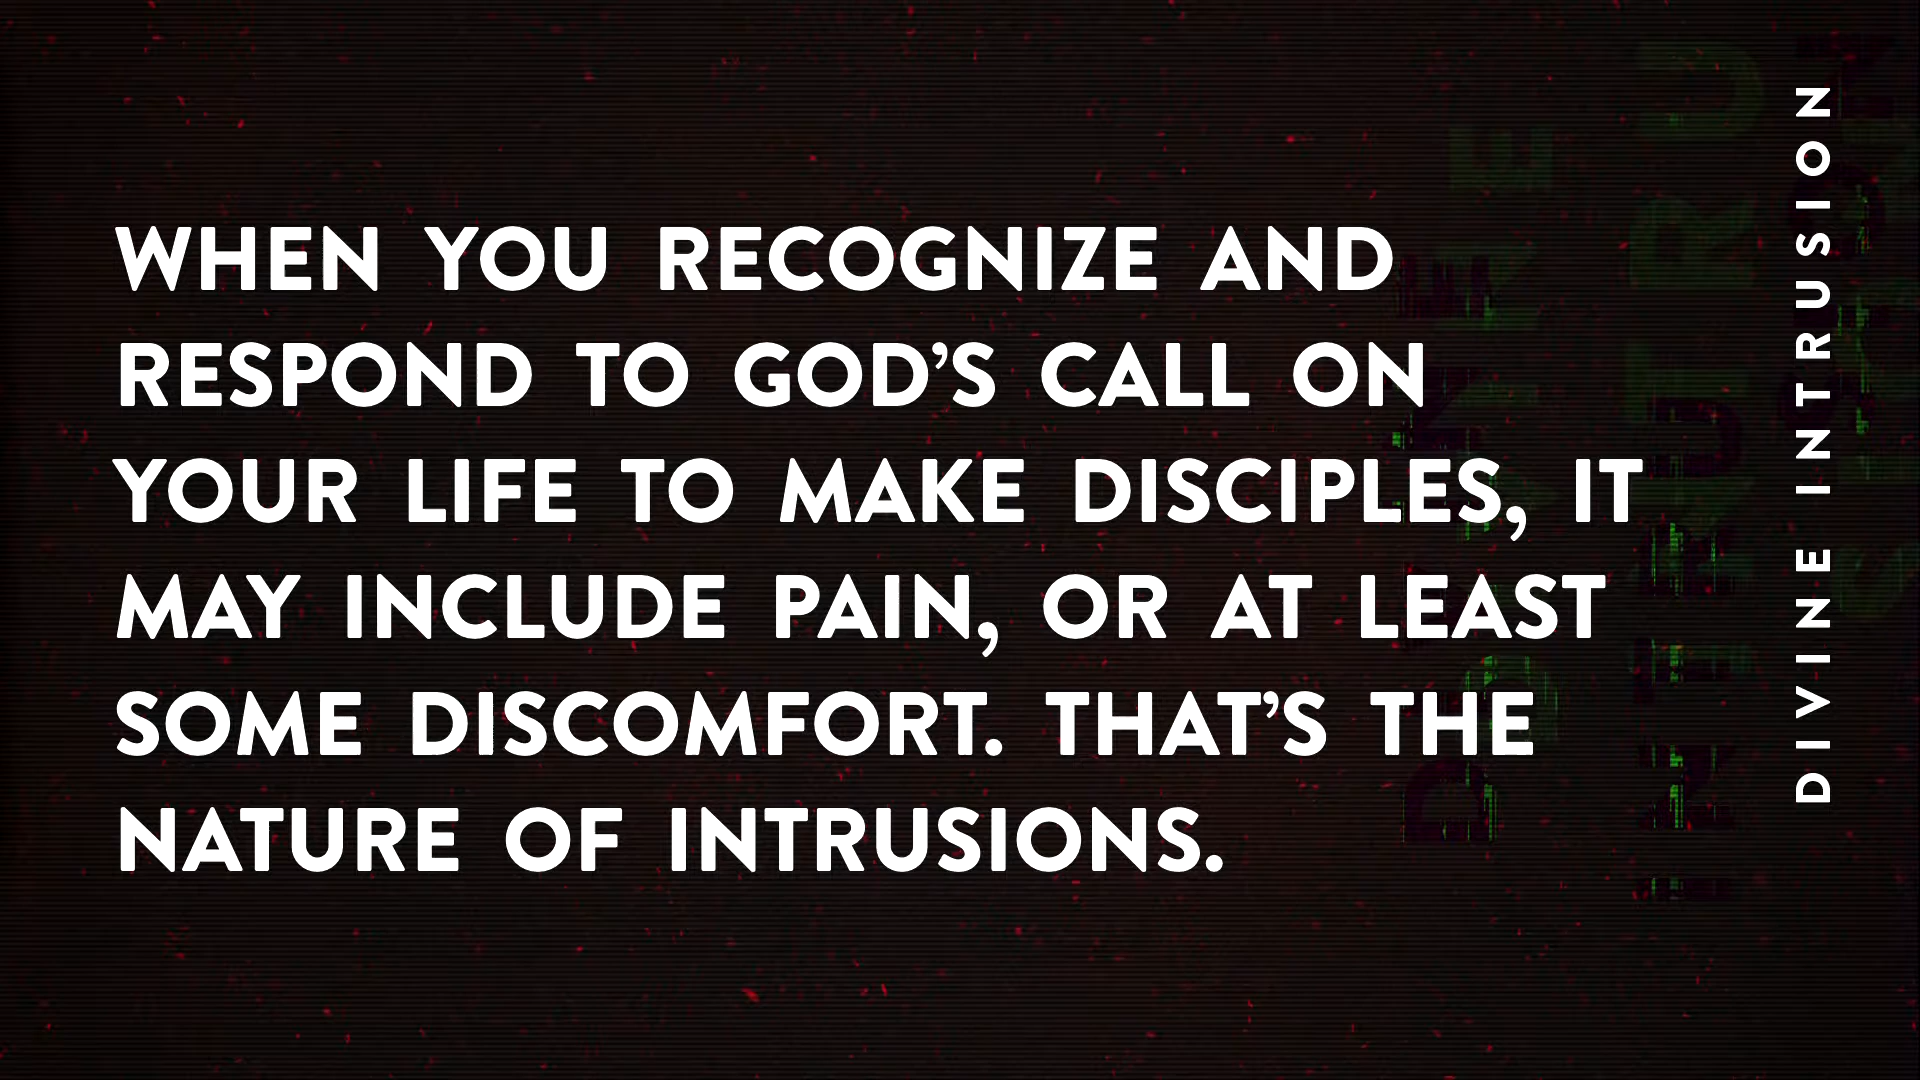 WHEN YOU RECOGNIZE AND
RESPOND TO GOD’S CALL ON
YOUR LIFE TO MAKE DISCIPLES, IT
MAY INCLUDE PAIN, OR AT LEAST
SOME DISCOMFORT. THAT’S THE
NATURE OF INTRUSIONS.
DIVINE INTRUSION